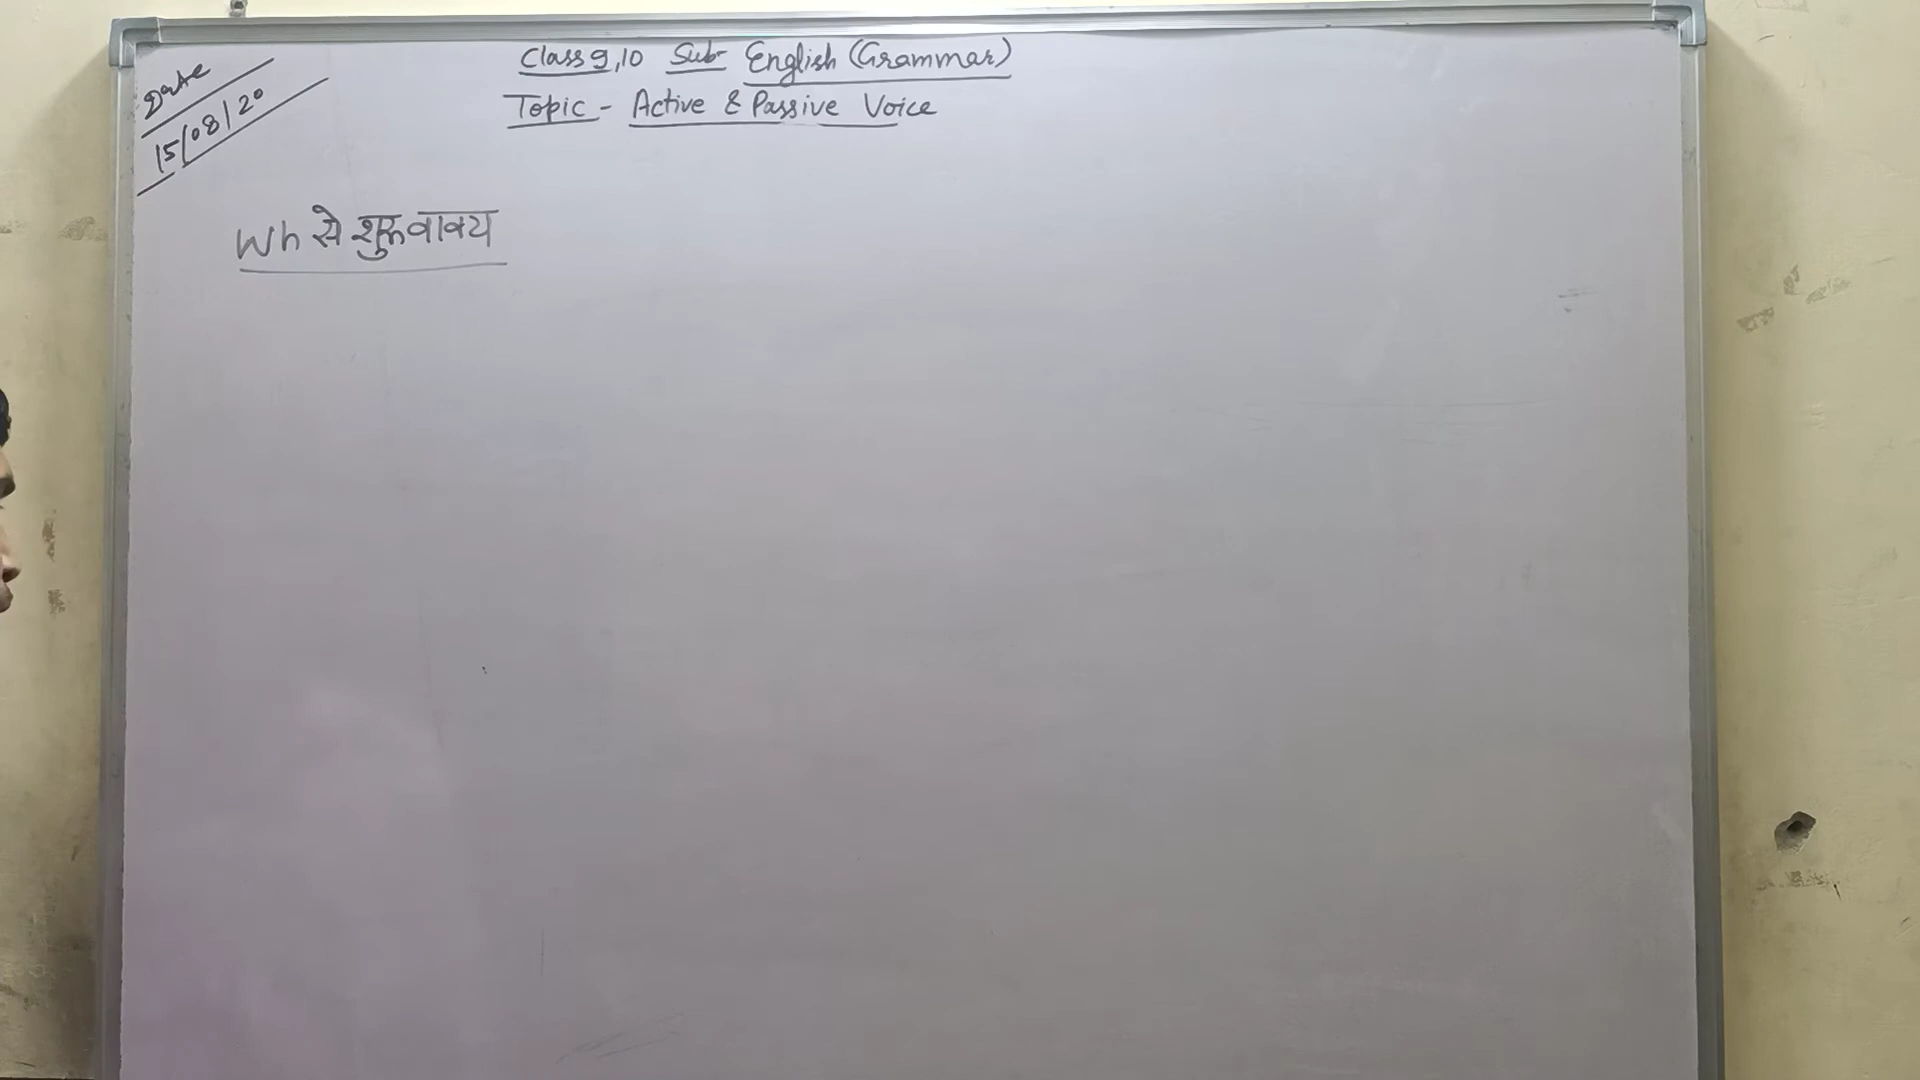 Date
15/08/20
Class 9,10 Sub- English (Grammar)
Topic - Active & Passive Voice
Wh से शुरू वाक्य